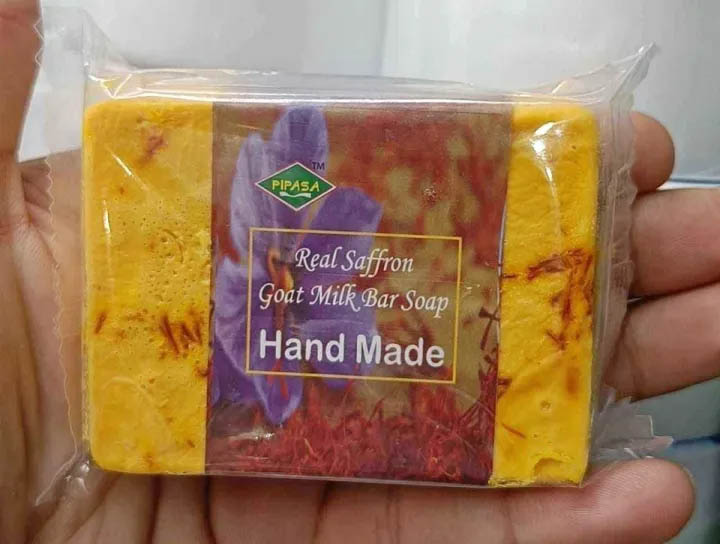 TM
PIPASA
Real Saffron
Goat Milk Bar Soap
Hand Made